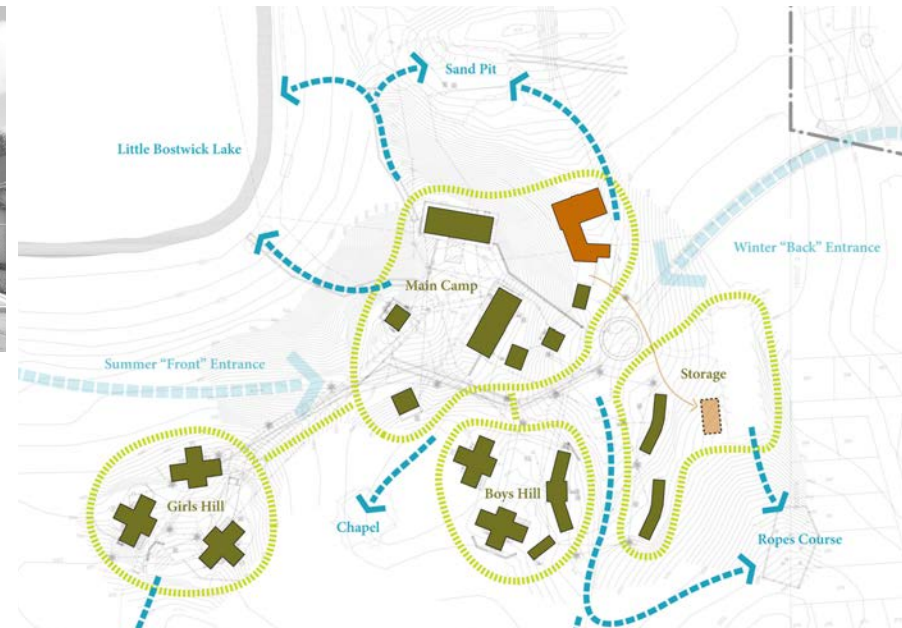 Sand Pit
Little Bostwick Lake
Winter “Back” Entrance
Main Camp
Summer “Front” Entrance
Storage
Girls Hill
Boys Hill
Chapel
Ropes Course